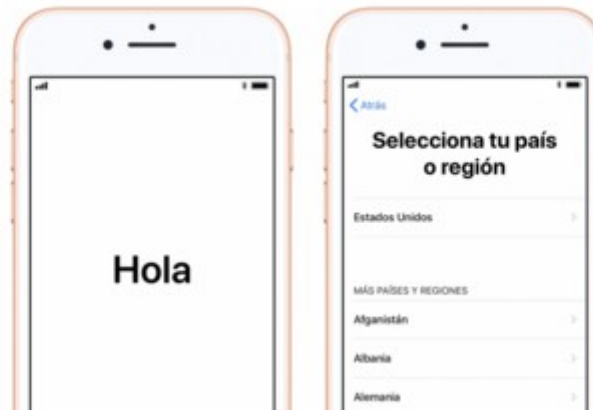 Hola
Atrás
Selecciona tu país
o región
Estados Unidos
MÁS PAÍSES Y REGIONES
Afganistán
Albania
Alemania